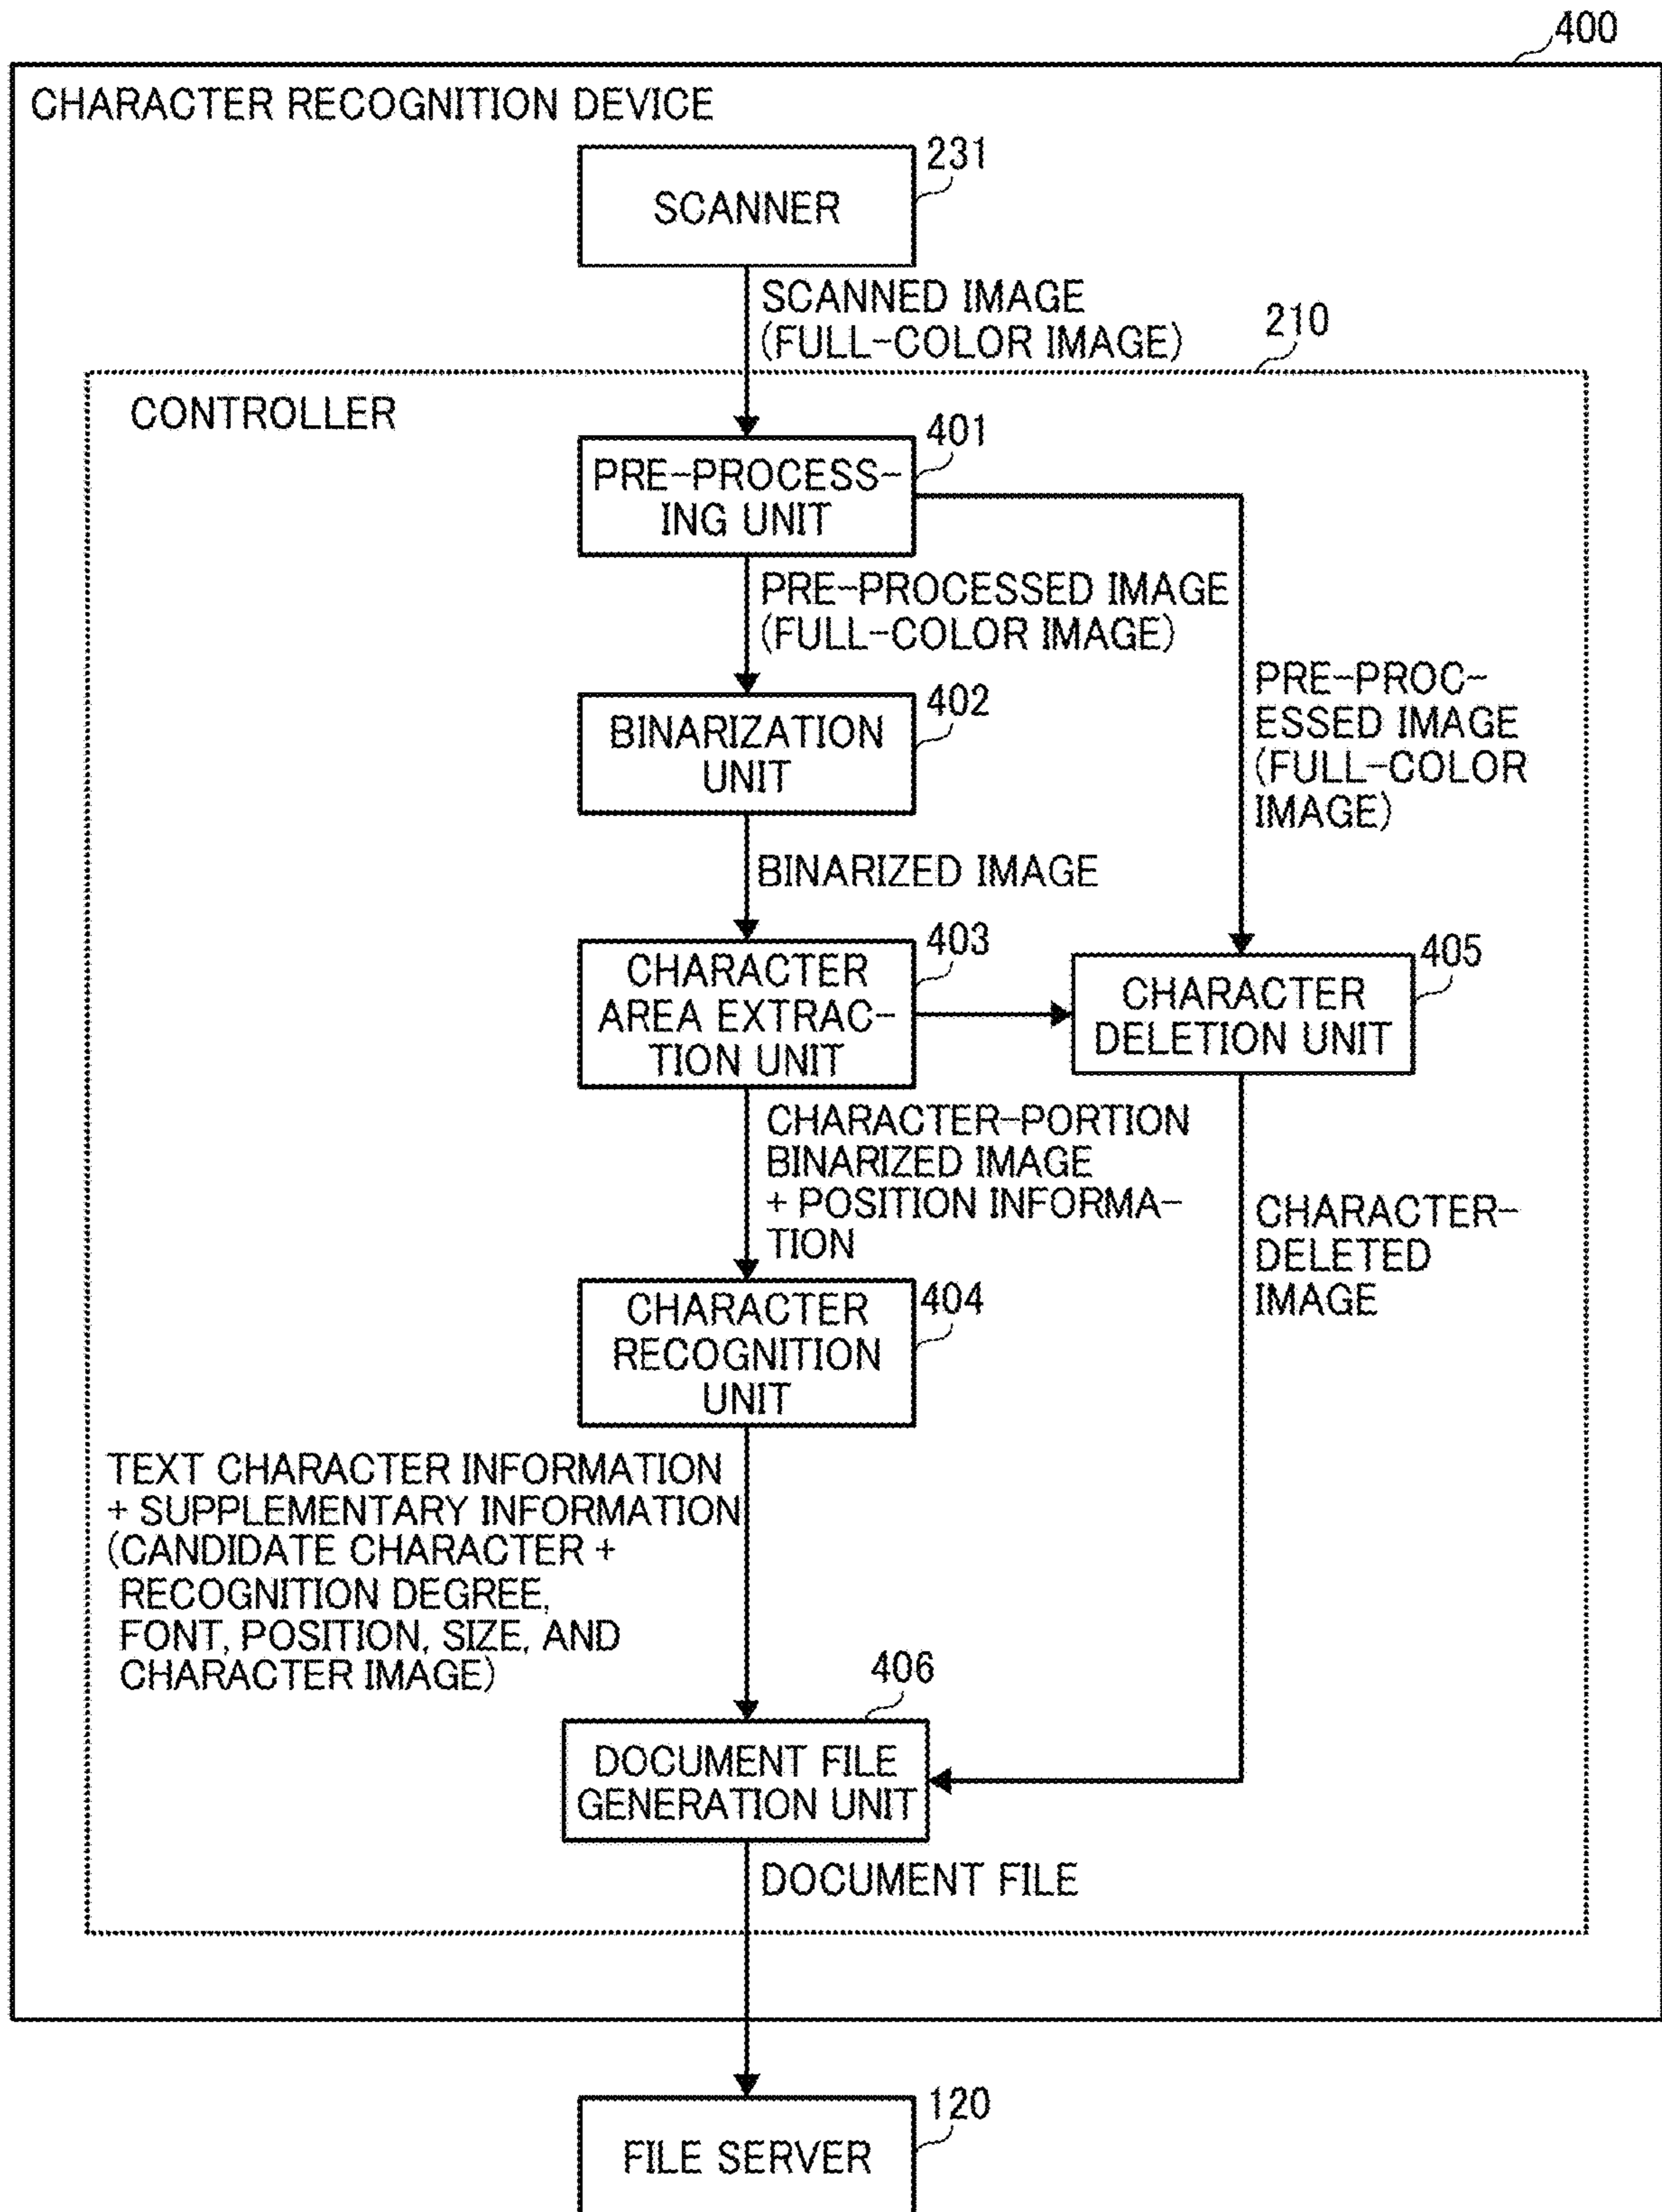 400
CHARACTER RECOGNITION DEVICE
231
SCANNER
SCANNED IMAGE
(FULL-COLOR IMAGE)
210
CONTROLLER
401
PRE-PROCESS-
ING UNIT
PRE-PROCESSED IMAGE
(FULL-COLOR IMAGE)
PRE-PROC-
ESSED IMAGE
(FULL-COLOR
IMAGE)
402
BINARIZATION
UNIT
BINARIZED IMAGE
403
CHARACTER
AREA EXTRAC-
TION UNIT
405
CHARACTER
DELETION UNIT
CHARACTER-PORTION
BINARIZED IMAGE
+ POSITION INFORMA-
TION
CHARACTER-
DELETED
IMAGE
404
CHARACTER
RECOGNITION
UNIT
TEXT CHARACTER INFORMATION
+ SUPPLEMENTARY INFORMATION
(CANDIDATE CHARACTER +
RECOGNITION DEGREE,
FONT, POSITION, SIZE, AND
CHARACTER IMAGE)
406
DOCUMENT FILE
GENERATION UNIT
DOCUMENT FILE
120
FILE SERVER